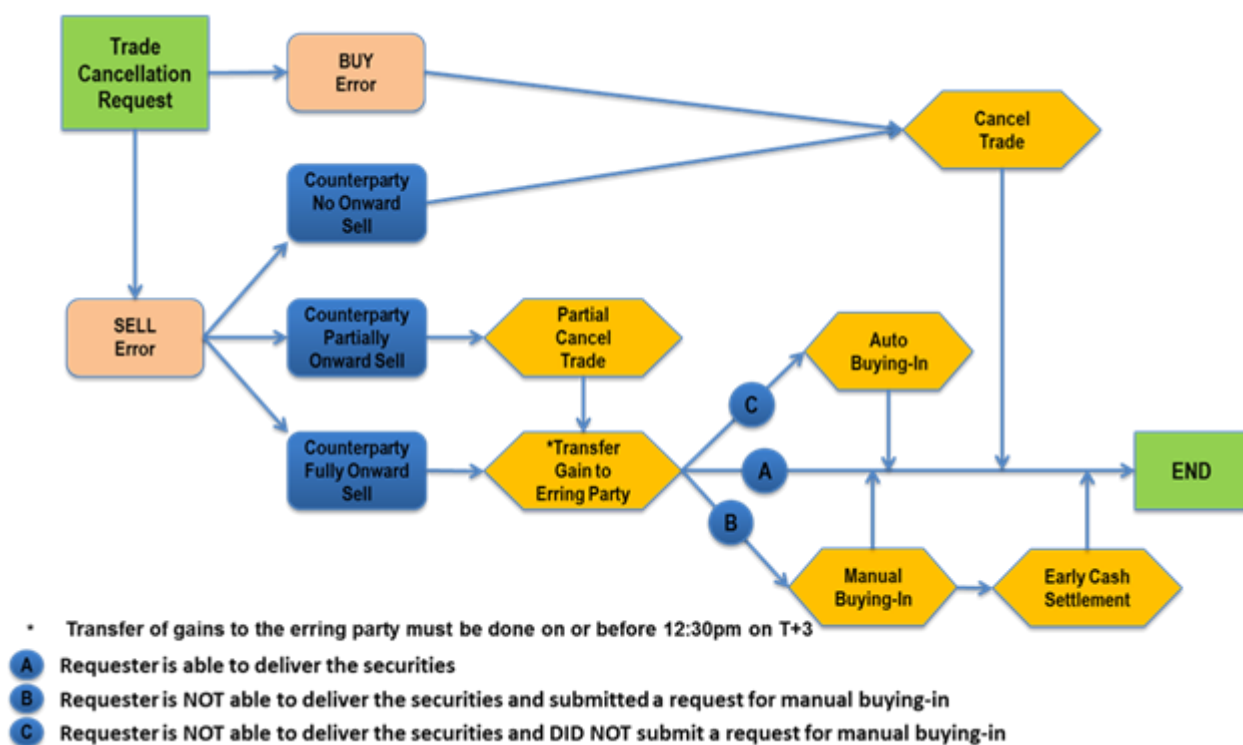 Trade
Cancellation
Request
BUY
Error
Cancel
Trade
Counterparty
No Onward
Sell
SELL
Error
Counterparty
Partially
Onward Sell
Partial
Cancel
Trade
Auto
Buying-In
C
Counterparty
Fully Onward
Sell
*Transfer
Gain to
Erring Party
A
END
B
Manual
Buying-In
Early Cash
Settlement
* Transfer of gains to the erring party must be done on or before 12:30pm on T+3
A Requester is able to deliver the securities
B Requester is NOT able to deliver the securities and submitted a request for manual buying-in
C Requester is NOT able to deliver the securities and DID NOT submit a request for manual buying-in